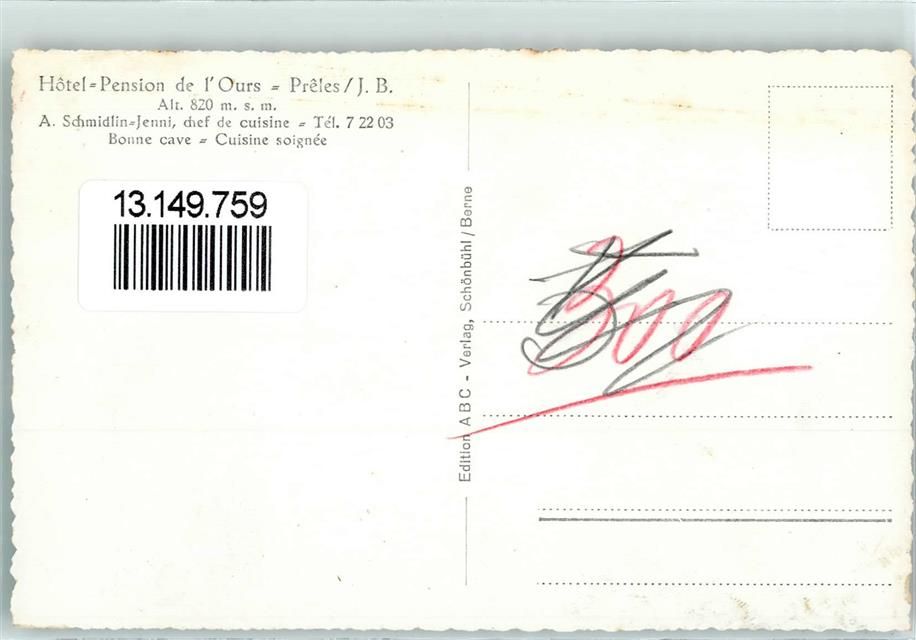 Hôtel=Pension de l'Ours = Prêles/J. B.
Alt. 820 m. s. m.
A. Schmidlin=Jenni, chef de cuisine = Tél. 7 22 03
Bonne cave = Cuisine soignée
13.149.759
Edition ABC - Verlag, Schönbühl/Berne
300